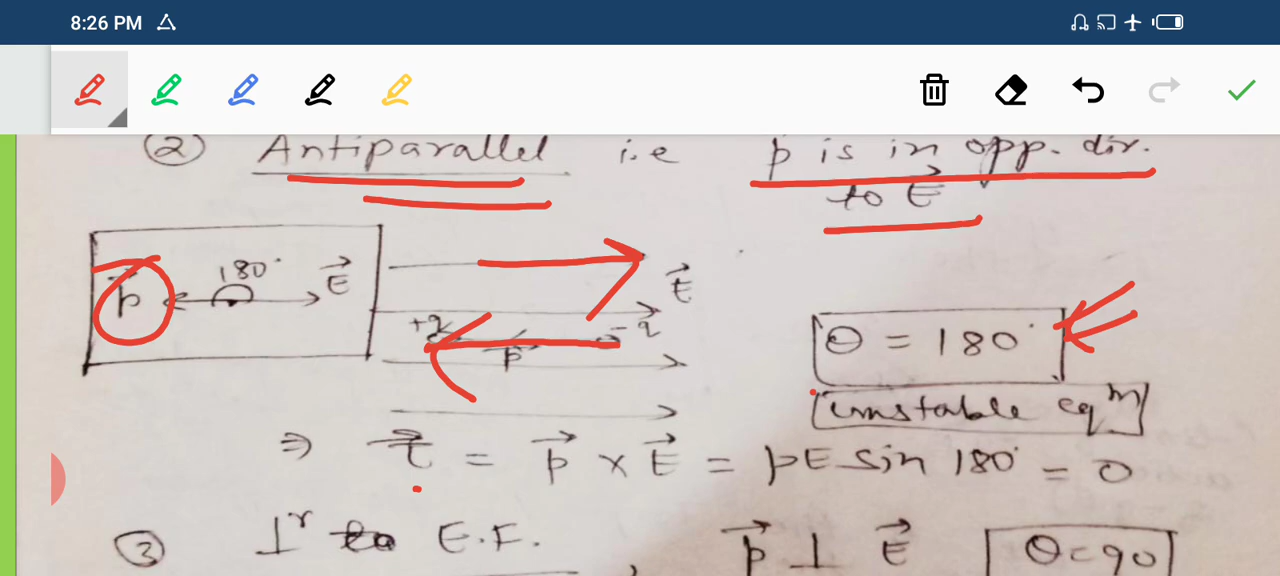 8:26 PM
② Antiparallel i.e p is in opp. dir.
to E⃗
p⃗ 180° E⃗
E⃗
+q p⃗ -q
θ = 180°
unstable eqᵐ
⇒ τ⃗ = p⃗ × E⃗ = pE sin 180° = 0
③ ⊥ʳ to E.F. , p⃗ ⊥ E⃗ θ=90